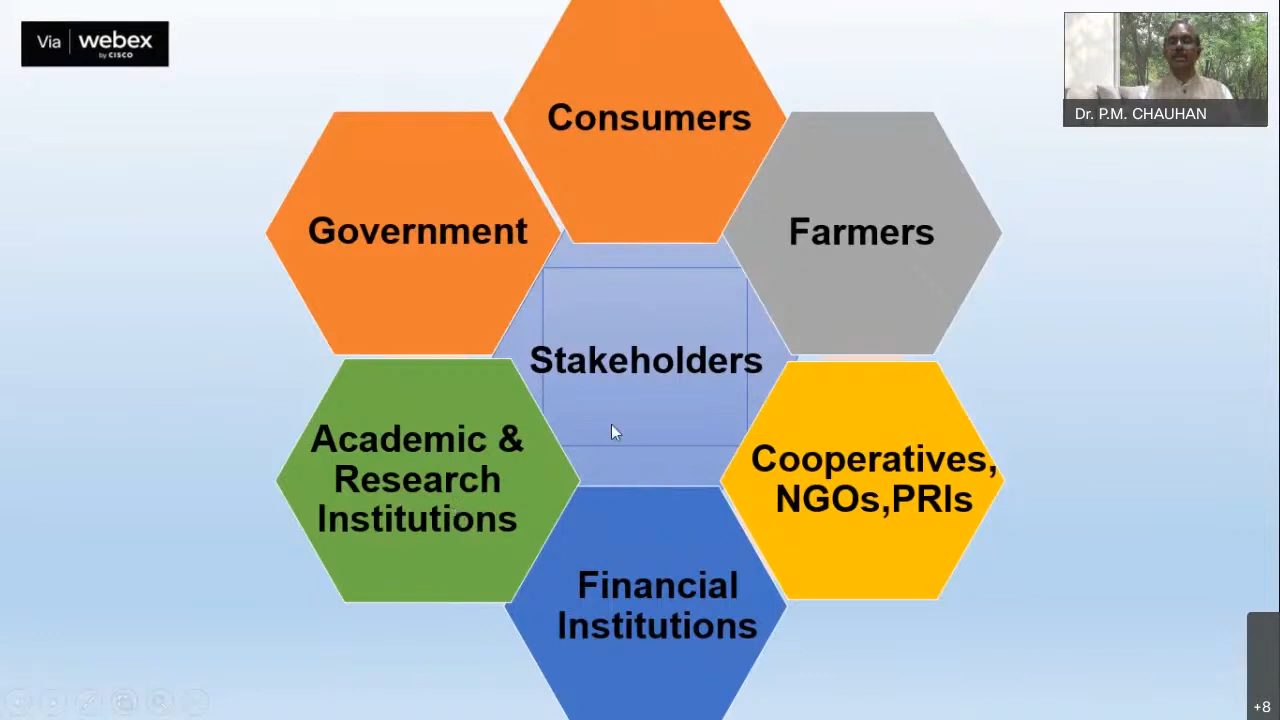 Via webex
by CISCO
Dr. P.M. CHAUHAN
Consumers
Government
Farmers
Stakeholders
Academic &
Research
Institutions
Cooperatives,
NGOs,PRIs
Financial
Institutions
+8